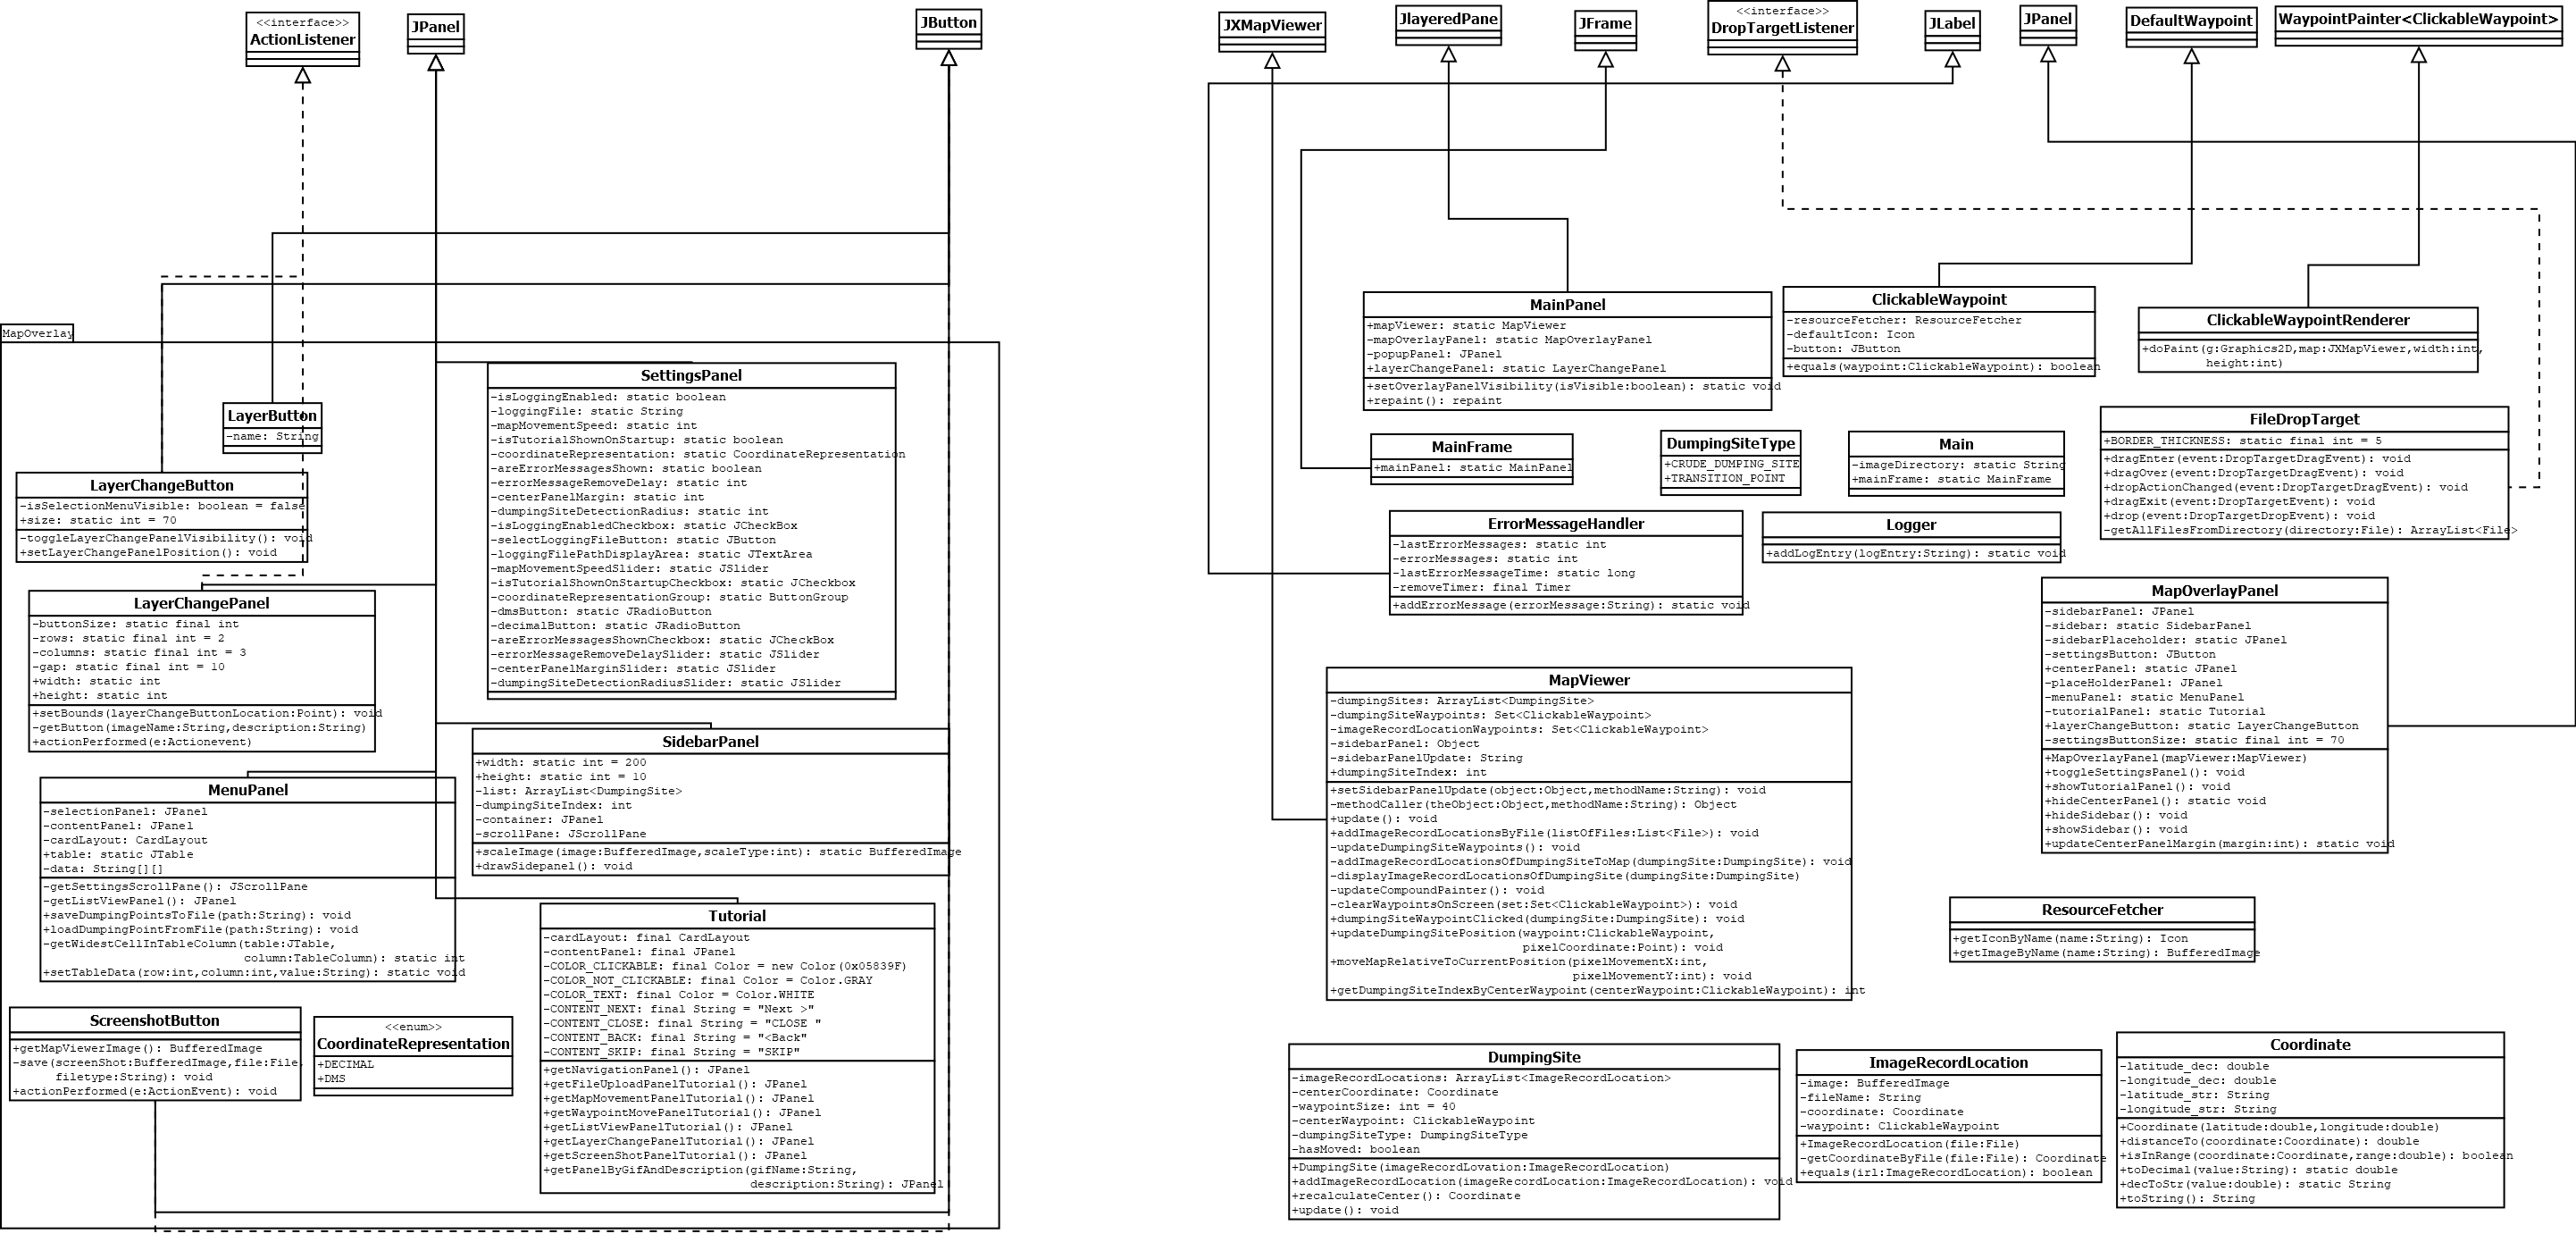 <<interface>>
ActionListener
JPanel
JButton
JXMapViewer
JlayeredPane
JFrame
<<interface>>
DropTargetListener
JLabel
JPanel
DefaultWaypoint
WaypointPainter<ClickableWaypoint>
MapOverlay
LayerButton
-name: String
LayerChangeButton
-isSelectionMenuVisible: boolean = false
+size: static int = 70
-toggleLayerChangePanelVisibility(): void
+setLayerChangePanelPosition(): void
LayerChangePanel
-buttonSize: static final int
-rows: static final int = 2
-columns: static final int = 3
-gap: static final int = 10
+width: static int
+height: static int
+setBounds(layerChangeButtonLocation:Point): void
-getButton(imageName:String,description:String)
+actionPerformed(e:Actionevent)
MenuPanel
-selectionPanel: JPanel
-contentPanel: JPanel
-cardLayout: CardLayout
+table: static JTable
-data: String[][]
-getSettingsScrollPane(): JScrollPane
-getListViewPanel(): JPanel
+saveDumpingPointsToFile(path:String): void
+loadDumpingPointFromFile(path:String): void
-getWidestCellInTableColumn(table:JTable,
column:TableColumn): static int
+setTableData(row:int,column:int,value:String): static void
ScreenshotButton
+getMapViewerImage(): BufferedImage
-save(screenShot:BufferedImage,file:File,
filetype:String): void
+actionPerformed(e:ActionEvent): void
<<enum>>
CoordinateRepresentation
+DECIMAL
+DMS
SettingsPanel
-isLoggingEnabled: static boolean
-loggingFile: static String
-mapMovementSpeed: static int
-isTutorialShownOnStartup: static boolean
-coordinateRepresentation: static CoordinateRepresentation
-areErrorMessagesShown: static boolean
-errorMessageRemoveDelay: static int
-centerPanelMargin: static int
-dumpingSiteDetectionRadius: static int
-isLoggingEnabledCheckbox: static JCheckBox
-selectLoggingFileButton: static JButton
-loggingFilePathDisplayArea: static JTextArea
-mapMovementSpeedSlider: static JSlider
-isTutorialShownOnStartupCheckbox: static JCheckbox
-coordinateRepresentationGroup: static ButtonGroup
-dmsButton: static JRadioButton
-decimalButton: static JRadioButton
-areErrorMessagesShownCheckbox: static JCheckBox
-errorMessageRemoveDelaySlider: static JSlider
-centerPanelMarginSlider: static JSlider
-dumpingSiteDetectionRadiusSlider: static JSlider
SidebarPanel
+width: static int = 200
+height: static int = 10
-list: ArrayList<DumpingSite>
-dumpingSiteIndex: int
-container: JPanel
-scrollPane: JScrollPane
+scaleImage(image:BufferedImage,scaleType:int): static BufferedImage
+drawSidepanel(): void
Tutorial
-cardLayout: final CardLayout
-contentPanel: final JPanel
-COLOR_CLICKABLE: final Color = new Color(0x05839F)
-COLOR_NOT_CLICKABLE: final Color = Color.GRAY
-COLOR_TEXT: final Color = Color.WHITE
-CONTENT_NEXT: final String = "Next >"
-CONTENT_CLOSE: final String = "CLOSE "
-CONTENT_BACK: final String = "<Back"
-CONTENT_SKIP: final String = "SKIP"
+getNavigationPanel(): JPanel
+getFileUploadPanelTutorial(): JPanel
+getMapMovementPanelTutorial(): JPanel
+getWaypointMovePanelTutorial(): JPanel
+getListViewPanelTutorial(): JPanel
+getLayerChangePanelTutorial(): JPanel
+getScreenShotPanelTutorial(): JPanel
+getPanelByGifAndDescription(gifName:String,
description:String): JPanel
MainPanel
+mapViewer: static MapViewer
-mapOverlayPanel: static MapOverlayPanel
-popupPanel: JPanel
+layerChangePanel: static LayerChangePanel
+setOverlayPanelVisibility(isVisible:boolean): static void
+repaint(): repaint
ClickableWaypoint
-resourceFetcher: ResourceFetcher
-defaultIcon: Icon
-button: JButton
+equals(waypoint:ClickableWaypoint): boolean
ClickableWaypointRenderer
+doPaint(g:Graphics2D,map:JXMapViewer,width:int,
height:int)
MainFrame
+mainPanel: static MainPanel
DumpingSiteType
+CRUDE_DUMPING_SITE
+TRANSITION_POINT
Main
-imageDirectory: static String
+mainFrame: static MainFrame
FileDropTarget
+BORDER_THICKNESS: static final int = 5
+dragEnter(event:DropTargetDragEvent): void
+dragOver(event:DropTargetDragEvent): void
+dropActionChanged(event:DropTargetDragEvent): void
+dragExit(event:DropTargetEvent): void
+drop(event:DropTargetDropEvent): void
-getAllFilesFromDirectory(directory:File): ArrayList<File>
ErrorMessageHandler
-lastErrorMessages: static int
-errorMessages: static int
-lastErrorMessageTime: static long
-removeTimer: final Timer
+addErrorMessage(errorMessage:String): static void
Logger
+addLogEntry(logEntry:String): static void
MapOverlayPanel
-sidebarPanel: JPanel
-sidebar: static SidebarPanel
-sidebarPlaceholder: static JPanel
-settingsButton: JButton
+centerPanel: static JPanel
-placeHolderPanel: JPanel
-menuPanel: static MenuPanel
-tutorialPanel: static Tutorial
+layerChangeButton: static LayerChangeButton
-settingsButtonSize: static final int = 70
+MapOverlayPanel(mapViewer:MapViewer)
+toggleSettingsPanel(): void
+showTutorialPanel(): void
+hideCenterPanel(): static void
+hideSidebar(): void
+showSidebar(): void
+updateCenterPanelMargin(margin:int): static void
MapViewer
-dumpingSites: ArrayList<DumpingSite>
-dumpingSiteWaypoints: Set<ClickableWaypoint>
-imageRecordLocationWaypoints: Set<ClickableWaypoint>
-sidebarPanel: Object
-sidebarPanelUpdate: String
+dumpingSiteIndex: int
+setSidebarPanelUpdate(object:Object,methodName:String): void
-methodCaller(theObject:Object,methodName:String): Object
+update(): void
+addImageRecordLocationsByFile(listOfFiles:List<File>): void
-updateDumpingSiteWaypoints(): void
-addImageRecordLocationsOfDumpingSiteToMap(dumpingSite:DumpingSite): void
-displayImageRecordLocationsOfDumpingSite(dumpingSite:DumpingSite)
-updateCompoundPainter(): void
-clearWaypointsOnScreen(set:Set<ClickableWaypoint>): void
+dumpingSiteWaypointClicked(dumpingSite:DumpingSite): void
+updateDumpingSitePosition(waypoint:ClickableWaypoint,
pixelCoordinate:Point): void
+moveMapRelativeToCurrentPosition(pixelMovementX:int,
pixelMovementY:int): void
+getDumpingSiteIndexByCenterWaypoint(centerWaypoint:ClickableWaypoint): int
ResourceFetcher
+getIconByName(name:String): Icon
+getImageByName(name:String): BufferedImage
DumpingSite
-imageRecordLocations: ArrayList<ImageRecordLocation>
-centerCoordinate: Coordinate
-waypointSize: int = 40
-centerWaypoint: ClickableWaypoint
-dumpingSiteType: DumpingSiteType
-hasMoved: boolean
+DumpingSite(imageRecordLovation:ImageRecordLocation)
+addImageRecordLocation(imageRecordLocation:ImageRecordLocation): void
+recalculateCenter(): Coordinate
+update(): void
ImageRecordLocation
-image: BufferedImage
-fileName: String
-coordinate: Coordinate
-waypoint: ClickableWaypoint
+ImageRecordLocation(file:File)
-getCoordinateByFile(file:File): Coordinate
+equals(irl:ImageRecordLocation): boolean
Coordinate
-latitude_dec: double
-longitude_dec: double
-latitude_str: String
-longitude_str: String
+Coordinate(latitude:double,longitude:double)
+distanceTo(coordinate:Coordinate): double
+isInRange(coordinate:Coordinate,range:double): boolean
+toDecimal(value:String): static double
+decToStr(value:double): static String
+toString(): String